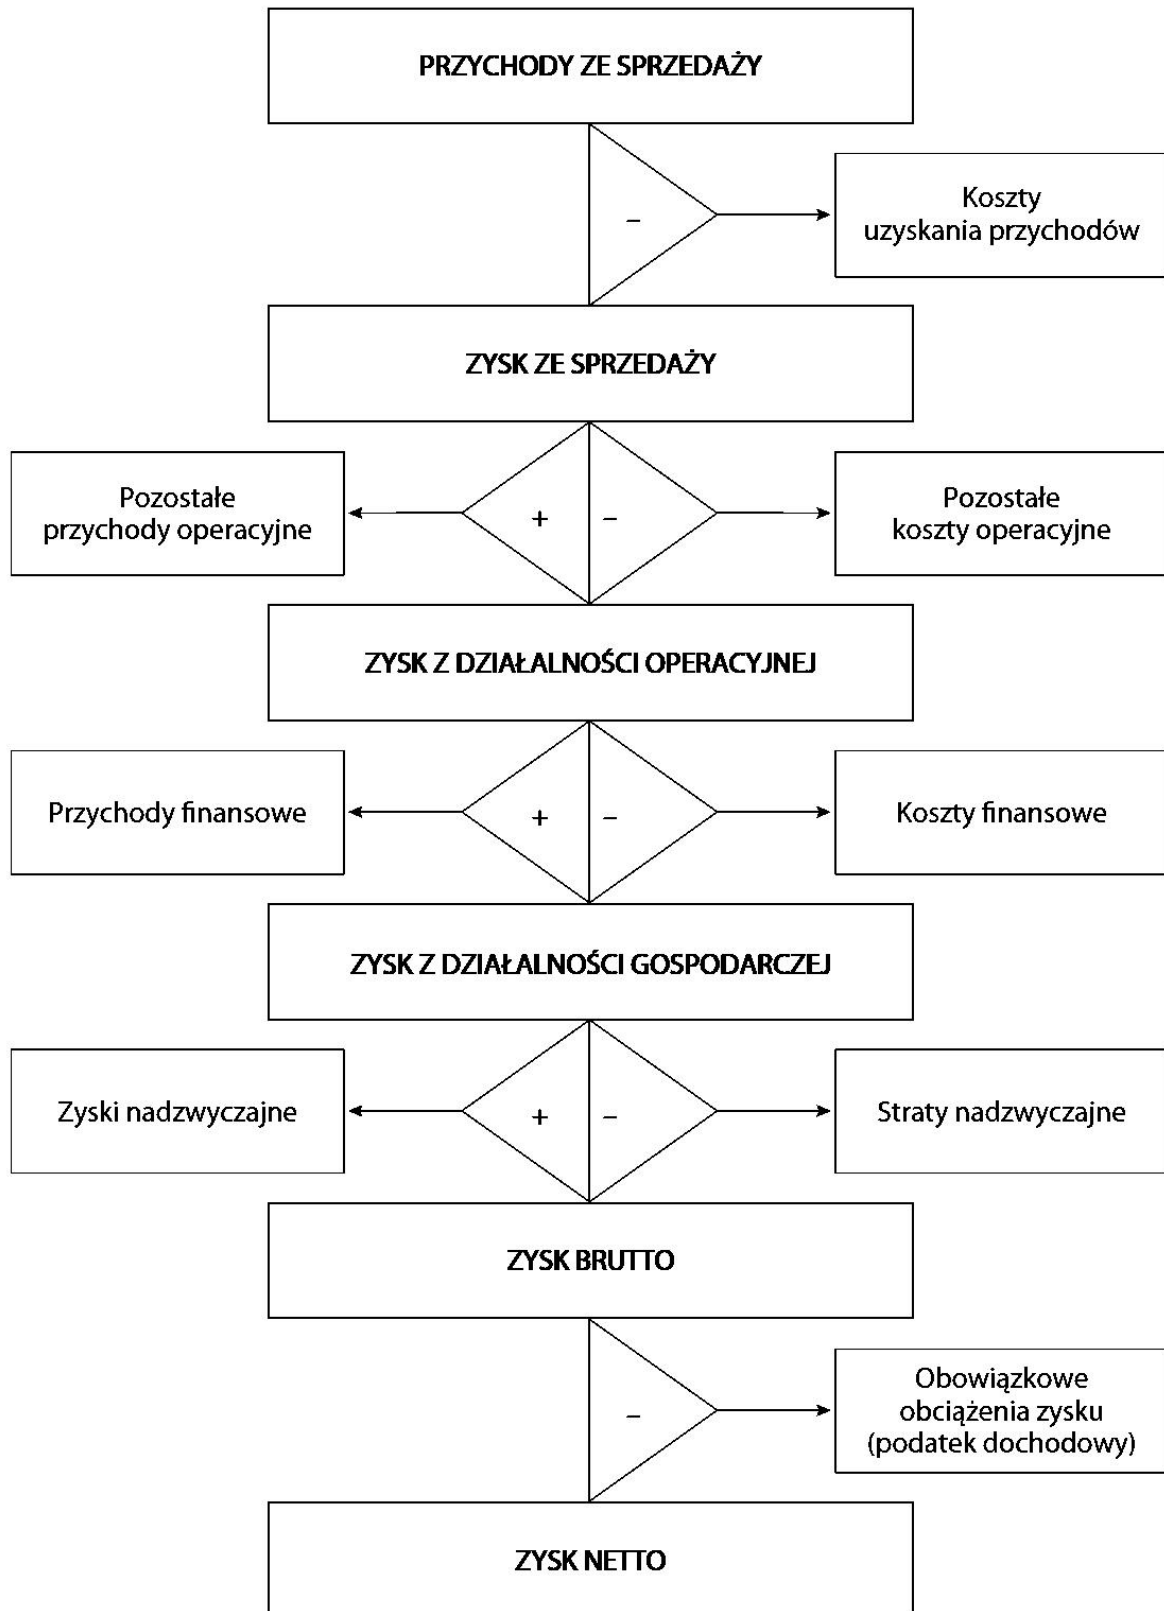 PRZYCHODY ZE SPRZEDAŻY
–
Koszty
uzyskania przychodów
ZYSK ZE SPRZEDAŻY
Pozostałe
przychody operacyjne
+
–
Pozostałe
koszty operacyjne
ZYSK Z DZIAŁALNOŚCI OPERACYJNEJ
Przychody finansowe
+
–
Koszty finansowe
ZYSK Z DZIAŁALNOŚCI GOSPODARCZEJ
Zyski nadzwyczajne
+
–
Straty nadzwyczajne
ZYSK BRUTTO
–
Obowiązkowe
obciążenia zysku
(podatek dochodowy)
ZYSK NETTO